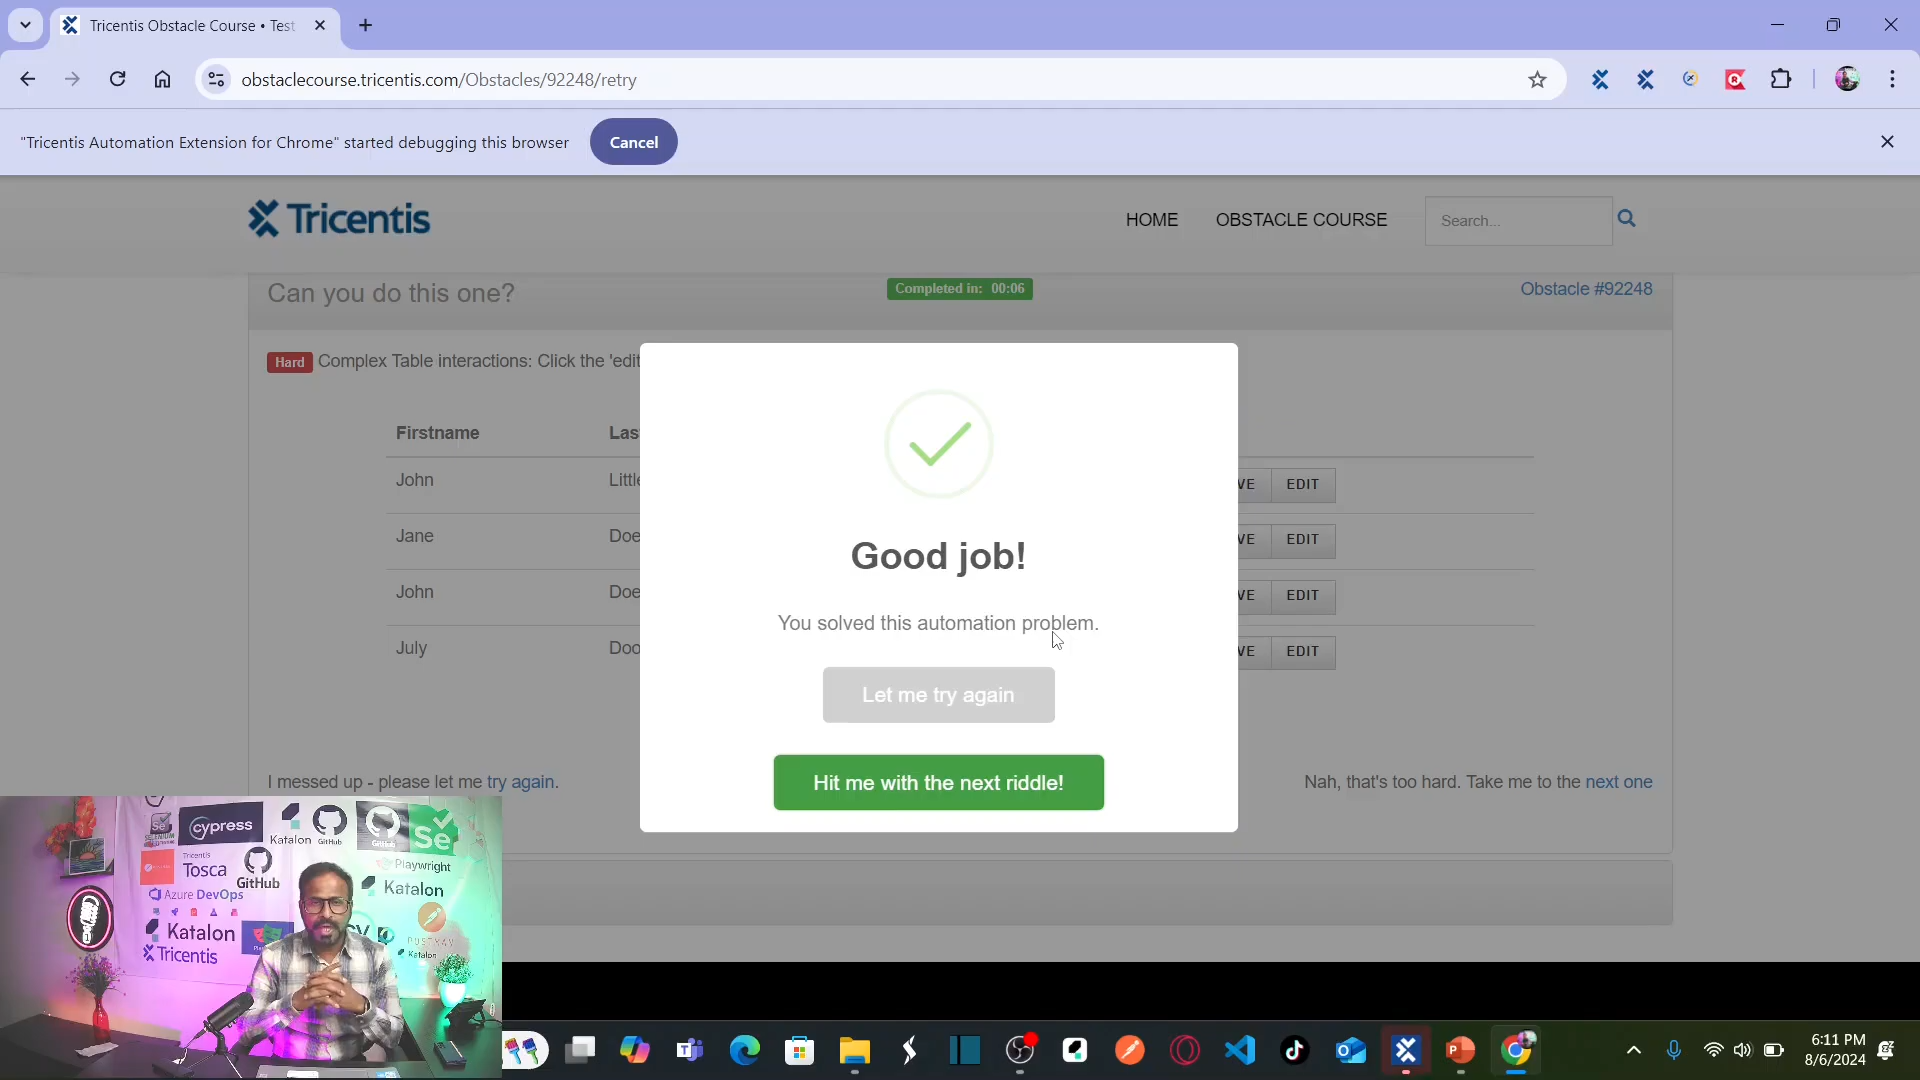 Tricentis Obstacle Course • Test
obstaclecourse.tricentis.com/Obstacles/92248/retry
"Tricentis Automation Extension for Chrome" started debugging this browser
Cancel
Tricentis
HOME
OBSTACLE COURSE
Search...
Can you do this one?
Completed in: 00:06
Obstacle #92248
Hard
Complex Table interactions: Click the 'edit
Firstname
Las
John
Little
VE
EDIT
Jane
Doe
VE
EDIT
John
Doe
VE
EDIT
July
Doo
VE
EDIT
Good job!
You solved this automation problem.
Let me try again
Hit me with the next riddle!
I messed up - please let me try again.
Nah, that's too hard. Take me to the next one
Se
cypress
Katalon
GitHub
Se
Tricentis
Tosca
GitHub
Playwright
Katalon
Azure DevOps
Katalon
Tricentis
Katalon
6:11 PM
8/6/2024